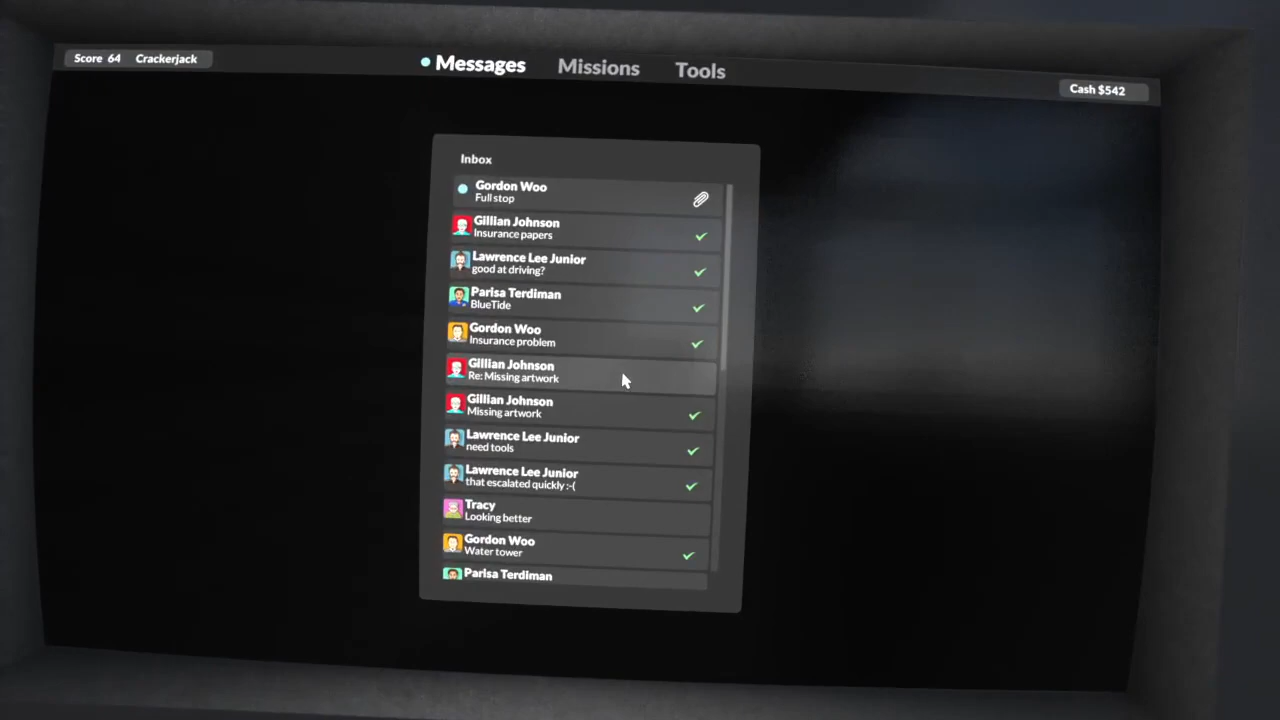 Score 64 Crackerjack
Messages Missions Tools
Cash $542
Inbox
Gordon Woo
Full stop
Gillian Johnson
Insurance papers
Lawrence Lee Junior
good at driving?
Parisa Terdiman
BlueTide
Gordon Woo
Insurance problem
Gillian Johnson
Re: Missing artwork
Gillian Johnson
Missing artwork
Lawrence Lee Junior
need tools
Lawrence Lee Junior
that escalated quickly :-(
Tracy
Looking better
Gordon Woo
Water tower
Parisa Terdiman